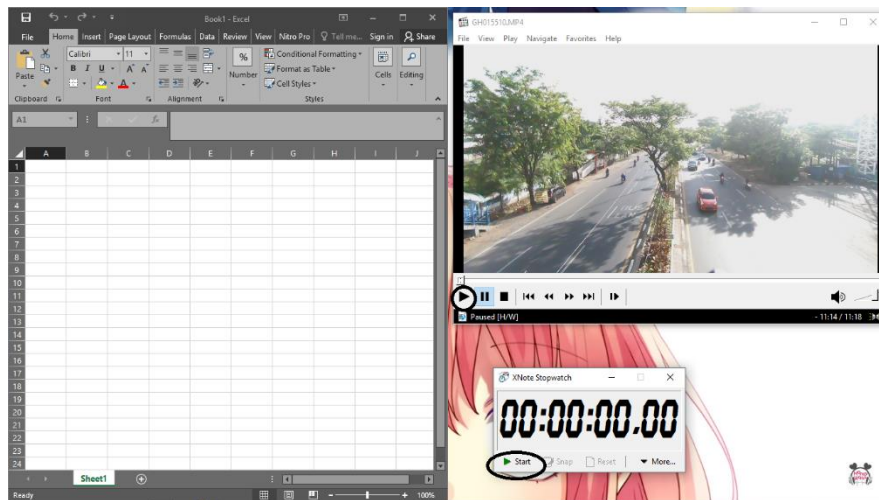 Book1 - Excel
File Home Insert Page Layout Formulas Data Review View Nitro Pro Tell me... Sign in Share
Paste
Calibri 11
B I U A A
%
Number
Conditional Formatting
Format as Table
Cell Styles
Cells
Editing
Clipboard Font Alignment Styles
A1 fx
A B C D E F G H I J
1
2
3
4
5
6
7
8
9
10
11
12
13
14
15
16
17
18
19
20
21
22
23
24
Sheet1
Ready 100%
GH015510.MP4
File View Play Navigate Favorites Help
Paused [H/W] - 11:14 / 11:18
XNote Stopwatch
00:00:00.00
Start Snap Reset More...